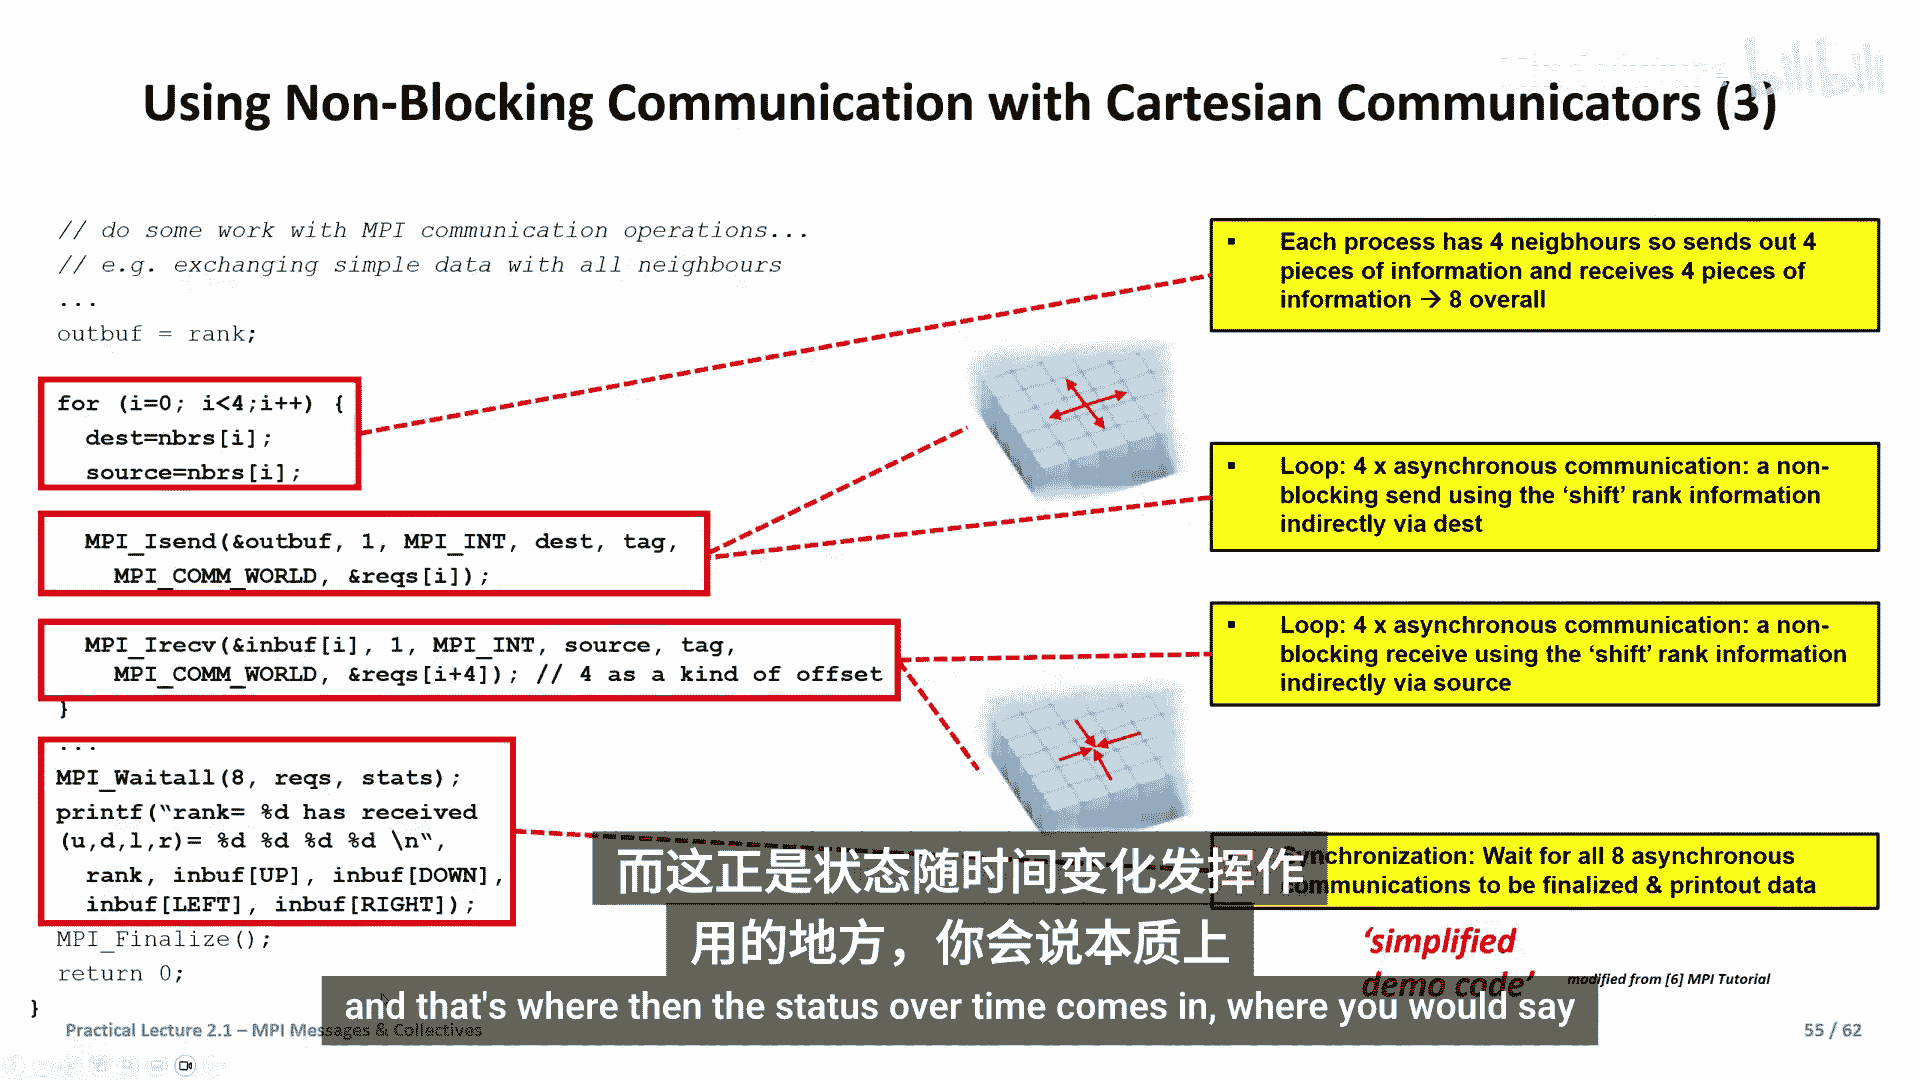 Using Non-Blocking Communication with Cartesian Communicators (3)
bilibili
// do some work with MPI communication operations...
// e.g. exchanging simple data with all neighbours
...
outbuf = rank;
for (i=0; i<4;i++) {
dest=nbrs[i];
source=nbrs[i];
MPI_Isend(&outbuf, 1, MPI_INT, dest, tag,
MPI_COMM_WORLD, &reqs[i]);
MPI_Irecv(&inbuf[i], 1, MPI_INT, source, tag,
MPI_COMM_WORLD, &reqs[i+4]); // 4 as a kind of offset
}
...
MPI_Waitall(8, reqs, stats);
printf(“rank= %d has received
(u,d,l,r)= %d %d %d %d \n“,
rank, inbuf[UP], inbuf[DOWN],
inbuf[LEFT], inbuf[RIGHT]);
MPI_Finalize();
return 0;
}
▪ Each process has 4 neigbhours so sends out 4
pieces of information and receives 4 pieces of
information → 8 overall
▪ Loop: 4 x asynchronous communication: a non-
blocking send using the ‘shift’ rank information
indirectly via dest
▪ Loop: 4 x asynchronous communication: a non-
blocking receive using the ‘shift’ rank information
indirectly via source
Synchronization: Wait for all 8 asynchronous
communications to be finalized & printout data
‘simplified
demo code’
modified from [6] MPI Tutorial
而这正是状态随时间变化发挥作
用的地方，你会说本质上
and that's where then the status over time comes in, where you would say
Practical Lecture 2.1 – MPI Messages & Collectives
55 / 62